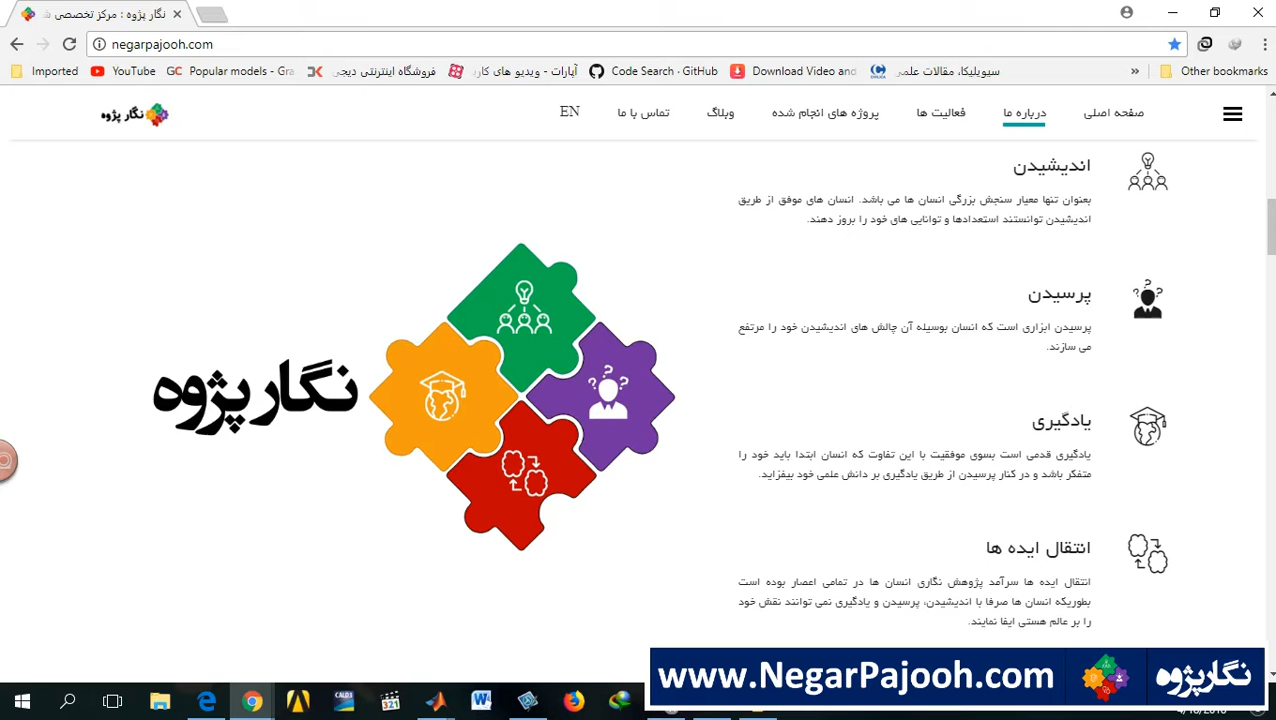 نگار پژوه : مرکز تخصصی ش
negarpajooh.com
Imported
YouTube
GC Popular models - Gra
فروشگاه اینترنتی دیجی
آپارات - ویدیو های کارز
Code Search · GitHub
Download Video and
سیویلیکا، مقالات علمی
»
Other bookmarks
صفحه اصلی
درباره ما
فعالیت ها
پروژه های انجام شده
وبلاگ
تماس با ما
EN
نگار پژوه
اندیشیدن
بعنوان تنها معیار سنجش بزرگی انسان ها می باشد. انسان های موفق از طریق
اندیشیدن توانستند استعدادها و توانایی های خود را بروز دهند.
پرسیدن
پرسیدن ابزاری است که انسان بوسیله آن چالش های اندیشیدن خود را مرتفع
می سازند.
یادگیری
یادگیری قدمی است بسوی موفقیت با این تفاوت که انسان ابتدا باید خود را
متفکر باشد و در کنار پرسیدن از طریق یادگیری بر دانش علمی خود بیفزاید.
انتقال ایده ها
انتقال ایده ها سرآمد پژوهش نگاری انسان ها در تمامی اعصار بوده است
بطوریکه انسان ها صرفا با اندیشیدن، پرسیدن و یادگیری نمی توانند نقش خود
را بر عالم هستی ایفا نمایند.
نگار پژوه
www.NegarPajooh.com
نگارپژوه